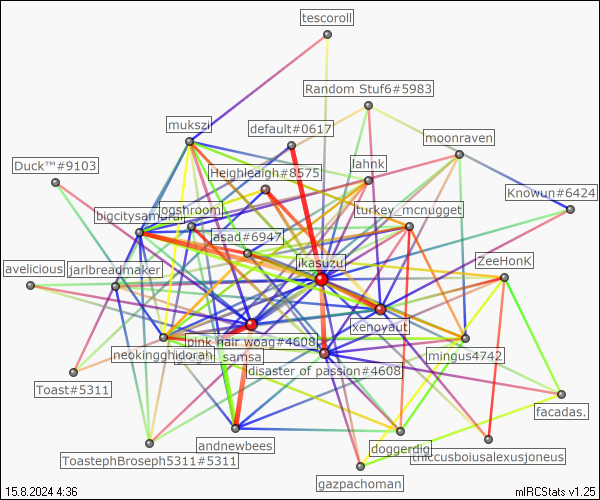 tescoroll
Random Stuf6#5983
mukszi
default#0617
moonraven
Duck™#9103
lahnk
Heighleaigh#8575
Knowun#6424
bigcitysamurai
ogshroom
turkey_mcnugget
asad#6947
ikasuzu
ZeeHonK
avelicious
jarlbreadmaker
xenoyaut
pink hair woag#4608
neokingghidorah
samsa
mingus4742
disaster of passion#4608
Toast#5311
facadas.
andnewbees
doggerdig
thiccusboiusalexusjoneus
ToastephBroseph5311#5311
gazpachoman
15.8.2024 4:36
mIRCStats v1.25